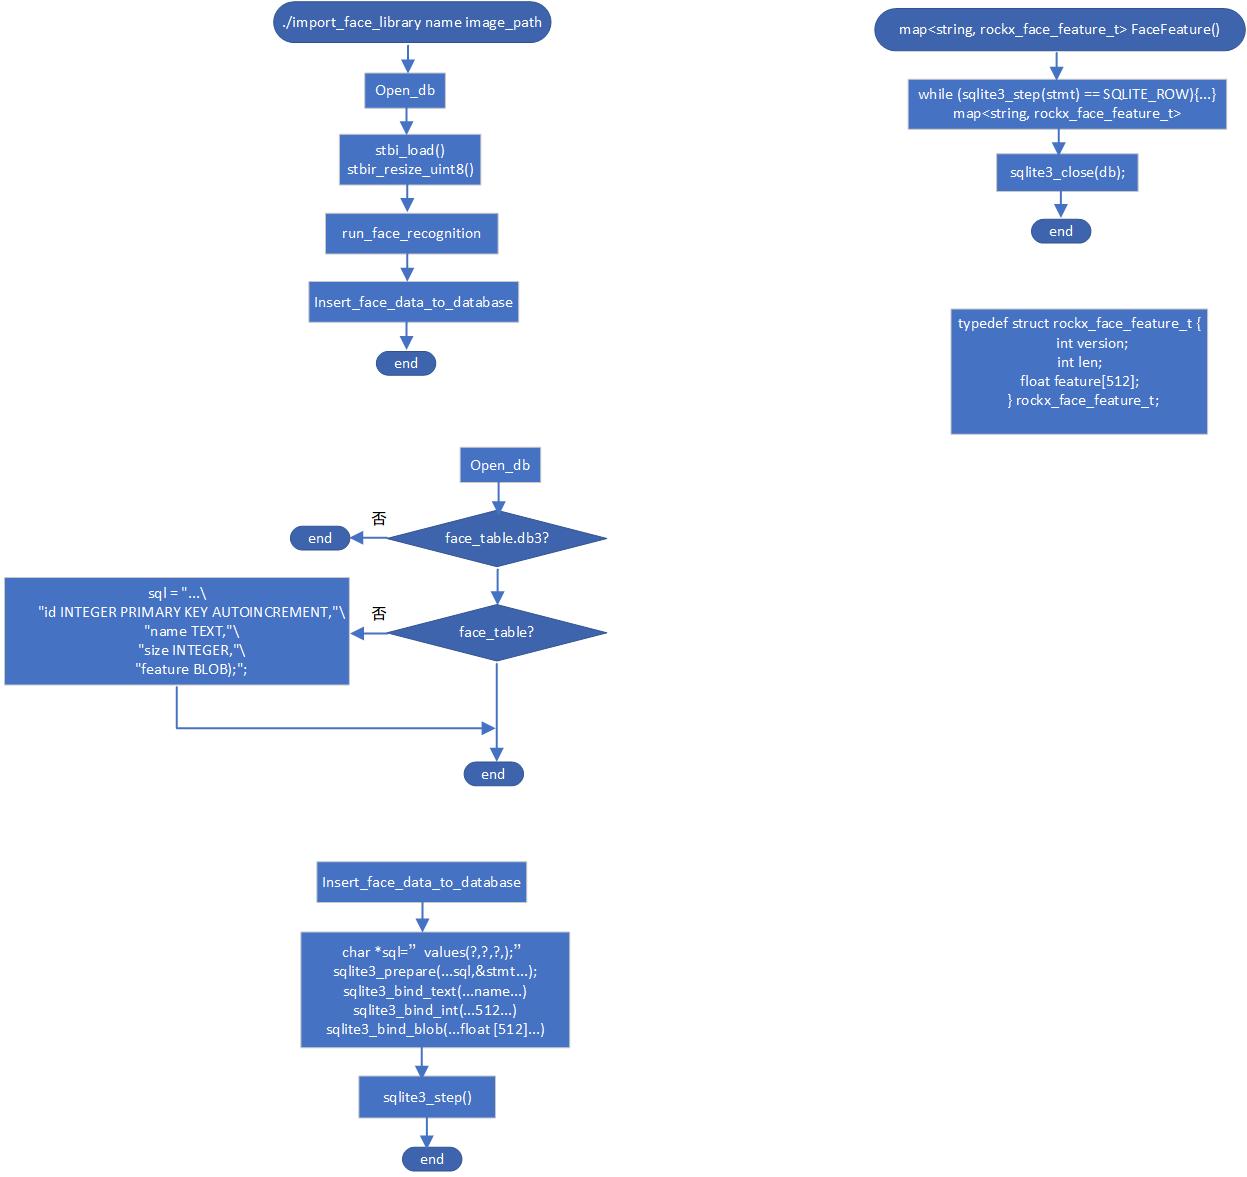 ./import_face_library name image_path
Open_db
stbi_load()
stbir_resize_uint8()
run_face_recognition
Insert_face_data_to_database
end
map<string, rockx_face_feature_t> FaceFeature()
while (sqlite3_step(stmt) == SQLITE_ROW){...}
map<string, rockx_face_feature_t>
sqlite3_close(db);
end
typedef struct rockx_face_feature_t {
int version;
int len;
float feature[512];
} rockx_face_feature_t;
Open_db
face_table.db3?
否
end
face_table?
否
sql = "...\
"id INTEGER PRIMARY KEY AUTOINCREMENT,"\
"name TEXT,"\
"size INTEGER,"\
"feature BLOB);";
end
Insert_face_data_to_database
char *sql=”values(?,?,?,);”
sqlite3_prepare(...sql,&stmt...);
sqlite3_bind_text(...name...)
sqlite3_bind_int(...512...)
sqlite3_bind_blob(...float [512]...)
sqlite3_step()
end